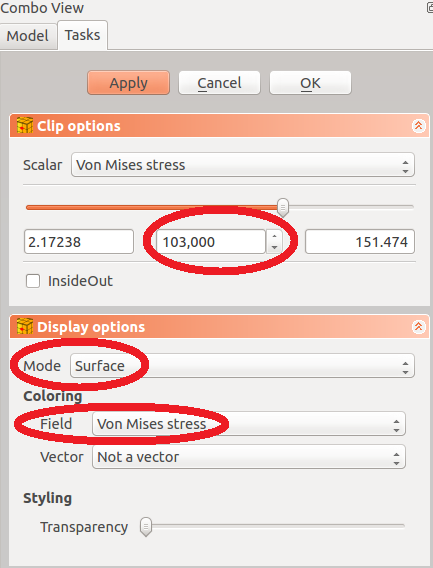 Combo View
Model Tasks
Apply Cancel OK
Clip options
Scalar Von Mises stress
2.17238 103,000 151.474
InsideOut
Display options
Mode Surface
Coloring
Field Von Mises stress
Vector Not a vector
Styling
Transparency